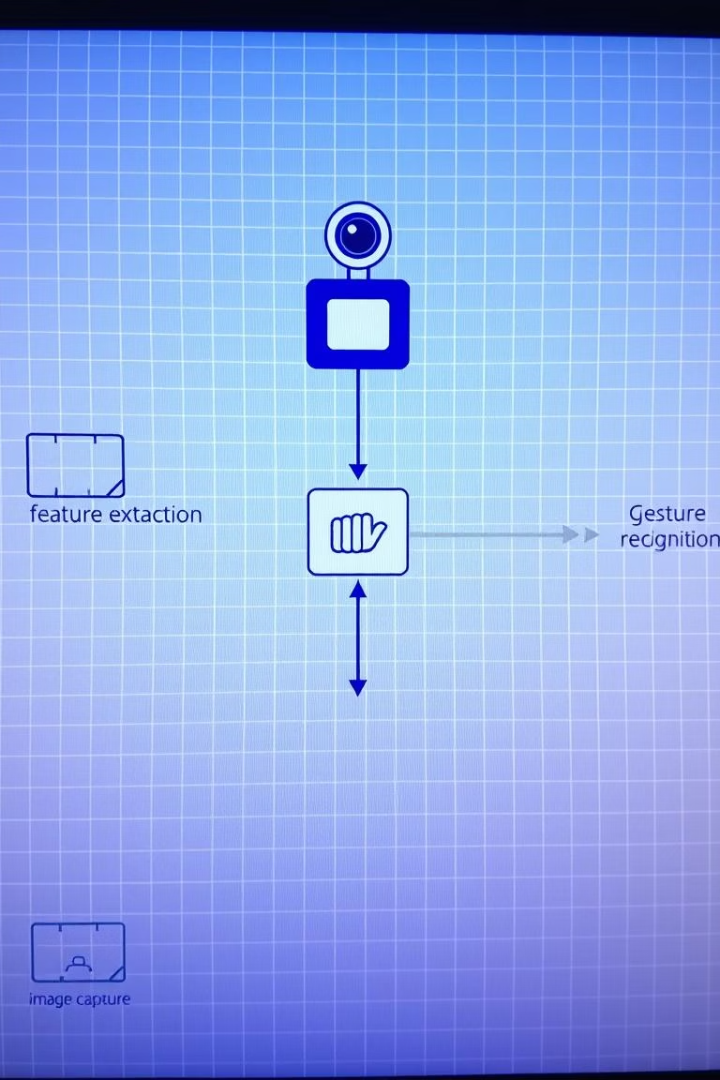 feature extaction
Gesture
recignition
image capture